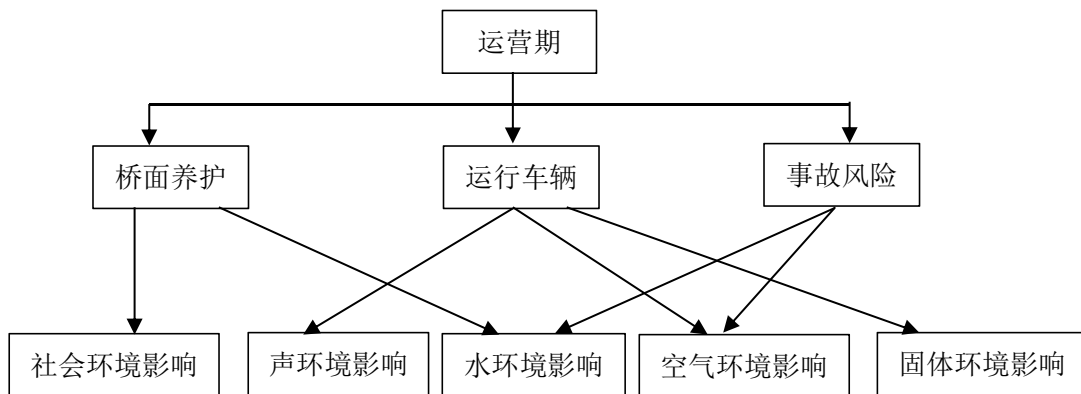 运营期
桥面养护
运行车辆
事故风险
社会环境影响
声环境影响
水环境影响
空气环境影响
固体环境影响